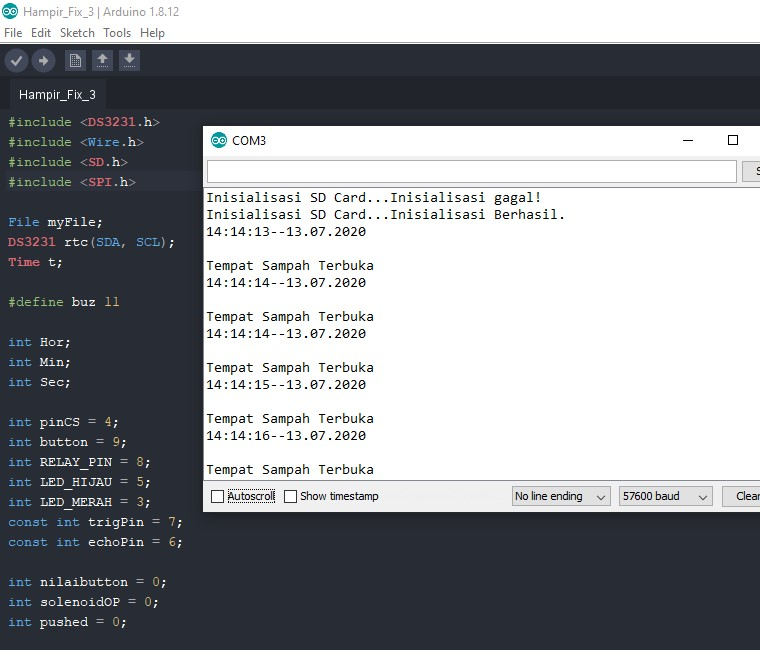 Hampir_Fix_3 | Arduino 1.8.12
File Edit Sketch Tools Help
Hampir_Fix_3
#include <DS3231.h>
#include <Wire.h>
#include <SD.h>
#include <SPI.h>
File myFile;
DS3231 rtc(SDA, SCL);
Time t;
#define buz 11
int Hor;
int Min;
int Sec;
int pinCS = 4;
int button = 9;
int RELAY_PIN = 8;
int LED_HIJAU = 5;
int LED_MERAH = 3;
const int trigPin = 7;
const int echoPin = 6;
int nilaibutton = 0;
int solenoidOP = 0;
int pushed = 0;
COM3
Inisialisasi SD Card...Inisialisasi gagal!
Inisialisasi SD Card...Inisialisasi Berhasil.
14:14:13--13.07.2020
Tempat Sampah Terbuka
14:14:14--13.07.2020
Tempat Sampah Terbuka
14:14:14--13.07.2020
Tempat Sampah Terbuka
14:14:15--13.07.2020
Tempat Sampah Terbuka
14:14:16--13.07.2020
Tempat Sampah Terbuka
Autoscroll Show timestamp No line ending 57600 baud Clear